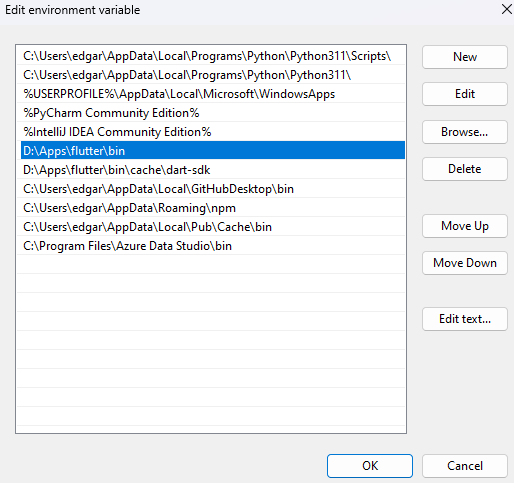 Edit environment variable
C:\Users\edgar\AppData\Local\Programs\Python\Python311\Scripts\
C:\Users\edgar\AppData\Local\Programs\Python\Python311\
%USERPROFILE%\AppData\Local\Microsoft\WindowsApps
%PyCharm Community Edition%
%IntelliJ IDEA Community Edition%
D:\Apps\flutter\bin
D:\Apps\flutter\bin\cache\dart-sdk
C:\Users\edgar\AppData\Local\GitHubDesktop\bin
C:\Users\edgar\AppData\Roaming\npm
C:\Users\edgar\AppData\Local\Pub\Cache\bin
C:\Program Files\Azure Data Studio\bin
New
Edit
Browse...
Delete
Move Up
Move Down
Edit text...
OK
Cancel